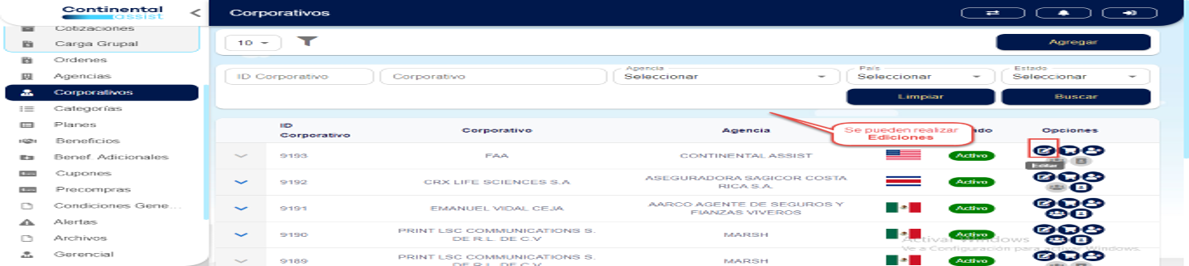 Continental
assist
<
Corporativos
Cotizaciones
Carga Grupal
Ordenes
Agencias
Corporativos
Categorías
Planes
Beneficios
Benef. Adicionales
Cupones
Precompras
Condiciones Gene...
Alertas
Archivos
Gerencial
10
Agregar
ID Corporativo
Corporativo
Agencia
Seleccionar
País
Seleccionar
Estado
Seleccionar
Limpiar
Buscar
Se pueden realizar
Ediciones
ID
Corporativo
Corporativo
Agencia
do
Opciones
9193
FAA
CONTINENTAL ASSIST
Activo
Editar
9192
CRX LIFE SCIENCES S.A
ASEGURADORA SAGICOR COSTA
RICA S.A.
Activo
9191
EMANUEL VIDAL CEJA
AARCO AGENTE DE SEGUROS Y
FIANZAS VIVEROS
Activo
9190
PRINT LSC COMMUNICATIONS S.
DE R.L. DE C.V
MARSH
Activo
Activar Windows
Ve a Configuración para activar Windows.
9189
PRINT LSC COMMUNICATIONS S.
DE R.L. DE C.V
MARSH
Activo